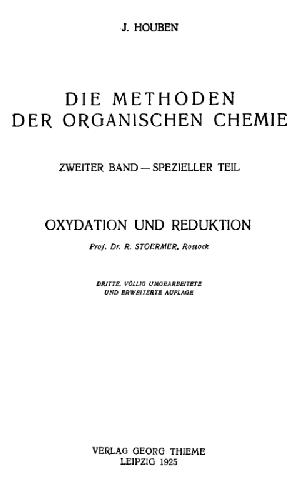 J. HOUBEN
DIE METHODEN
DER ORGANISCHEN CHEMIE
ZWEITER BAND — SPEZIELLER TEIL
OXYDATION UND REDUKTION
Prof. Dr. R. STOERMER, Rostock
DRITTE, VÖLLIG UMGEARBEITETE
UND ERWEITERTE AUFLAGE
VERLAG GEORG THIEME
LEIPZIG 1925